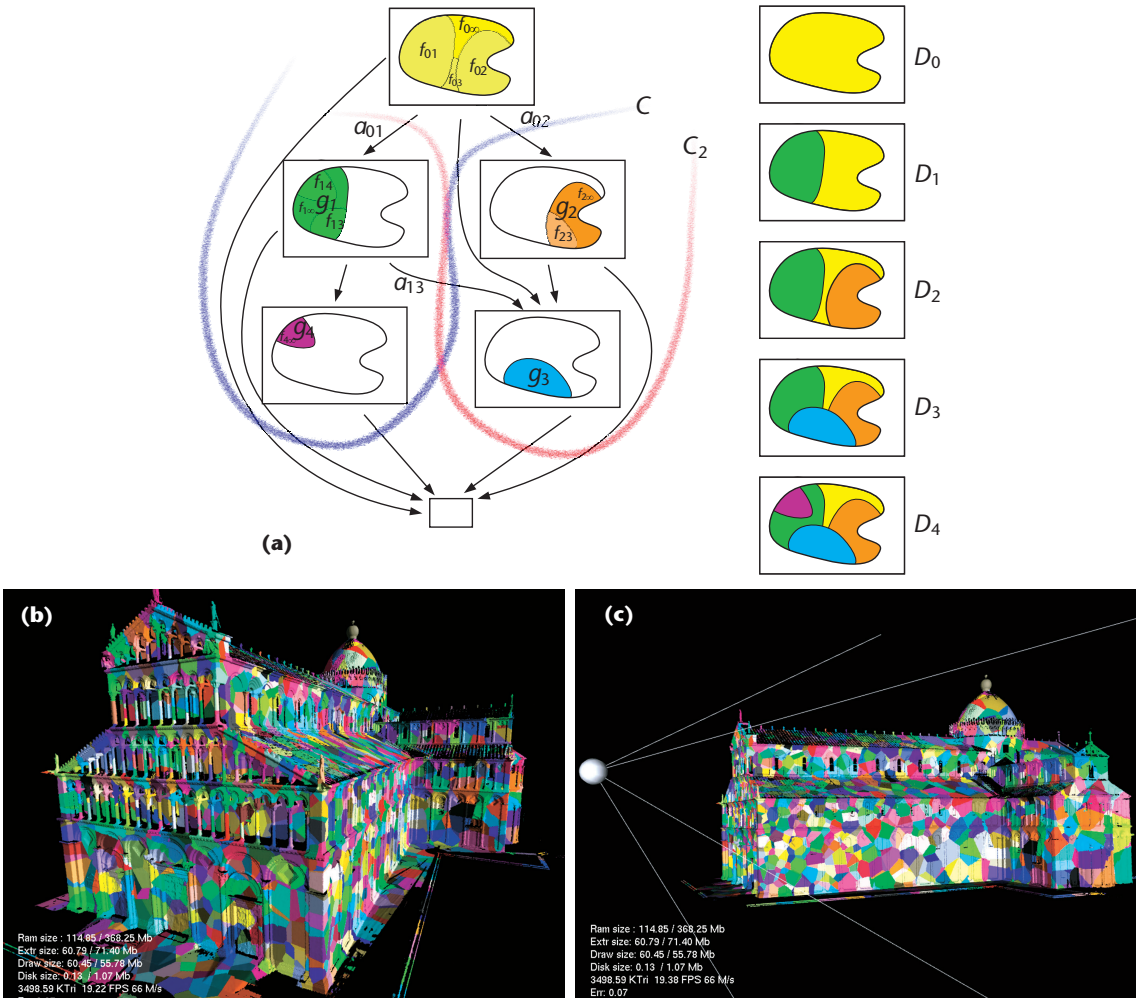 f0∞
f01
f02
f03
D0
a01
a02
C
C2
D1
f14
g1
f1∞
f13
g2
f2∞
f23
a13
D2
g4
f4∞
g3
D3
D4
(a)
(b)
Ram size : 114.85 / 368.25 Mb
Extr size: 60.79 / 71.40 Mb
Draw size: 60.45 / 55.78 Mb
Disk size: 0.13 / 1.07 Mb
3498.59 KTri 19.22 FPS 66 M/s
(c)
Ram size : 114.85 / 368.25 Mb
Extr size: 60.79 / 71.40 Mb
Draw size: 60.45 / 55.78 Mb
Disk size: 0.13 / 1.07 Mb
3498.59 KTri 19.38 FPS 66 M/s
Err: 0.07